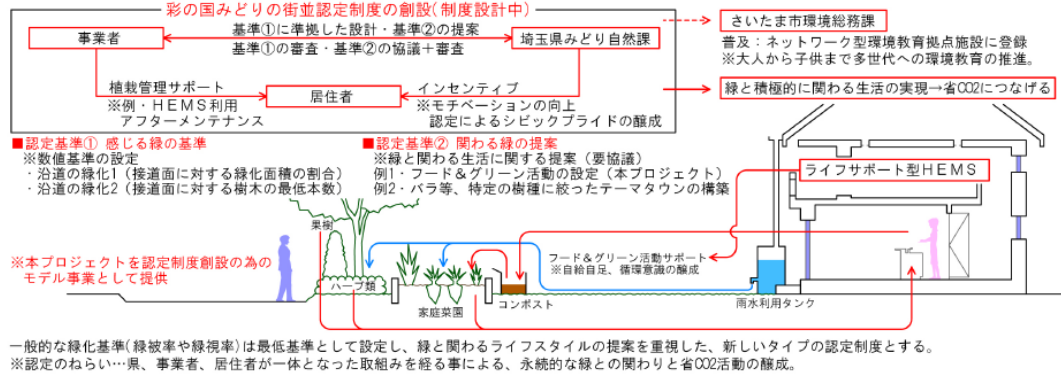 彩の国みどりの街並認定制度の創設(制度設計中)
事業者
基準①に準拠した設計・基準②の提案
基準①の審査・基準②の協議＋審査
埼玉県みどり自然課
植栽管理サポート
※例・ＨＥＭＳ利用
アフターメンテナンス
居住者
インセンティブ
※モチベーションの向上
認定によるシビックプライドの醸成
さいたま市環境総務課
普及：ネットワーク型環境教育拠点施設に登録
※大人から子供まで多世代への環境教育の推進。
緑と積極的に関わる生活の実現→省CO2につなげる
■認定基準① 感じる緑の基準
※数値基準の設定
・沿道の緑化1（接道面に対する緑化面積の割合）
・沿道の緑化2（接道面に対する樹木の最低本数）
■認定基準② 関わる緑の提案
※緑と関わる生活に関する提案（要協議）
例1・フード＆グリーン活動の設定（本プロジェクト）
例2・バラ等、特定の樹種に絞ったテーマタウンの構築
ライフサポート型ＨＥＭＳ
果樹
※本プロジェクトを認定制度創設の為の
モデル事業として提供
フード＆グリーン活動サポート
※自給自足、循環意識の醸成
ハーブ類
家庭菜園
コンポスト
雨水利用タンク
一般的な緑化基準(緑被率や緑視率)は最低基準として設定し、緑と関わるライフスタイルの提案を重視した、新しいタイプの認定制度とする。
※認定のねらい…県、事業者、居住者が一体となった取組みを経る事による、永続的な緑との関わりと省CO2活動の醸成。